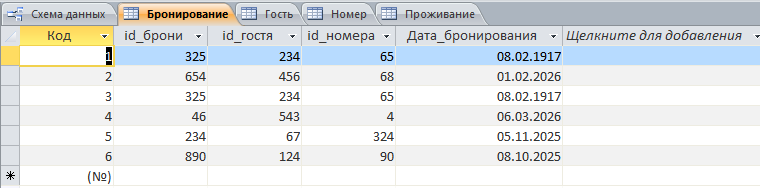 Схема данных Бронирование Гость Номер Проживание
Код id_брони id_гостя id_номера Дата_бронирования Щелкните для добавления
1 325 234 65 08.02.1917
2 654 456 68 01.02.2026
3 325 234 65 08.02.1917
4 46 543 4 06.03.2026
5 234 67 324 05.11.2025
6 890 124 90 08.10.2025
(№)